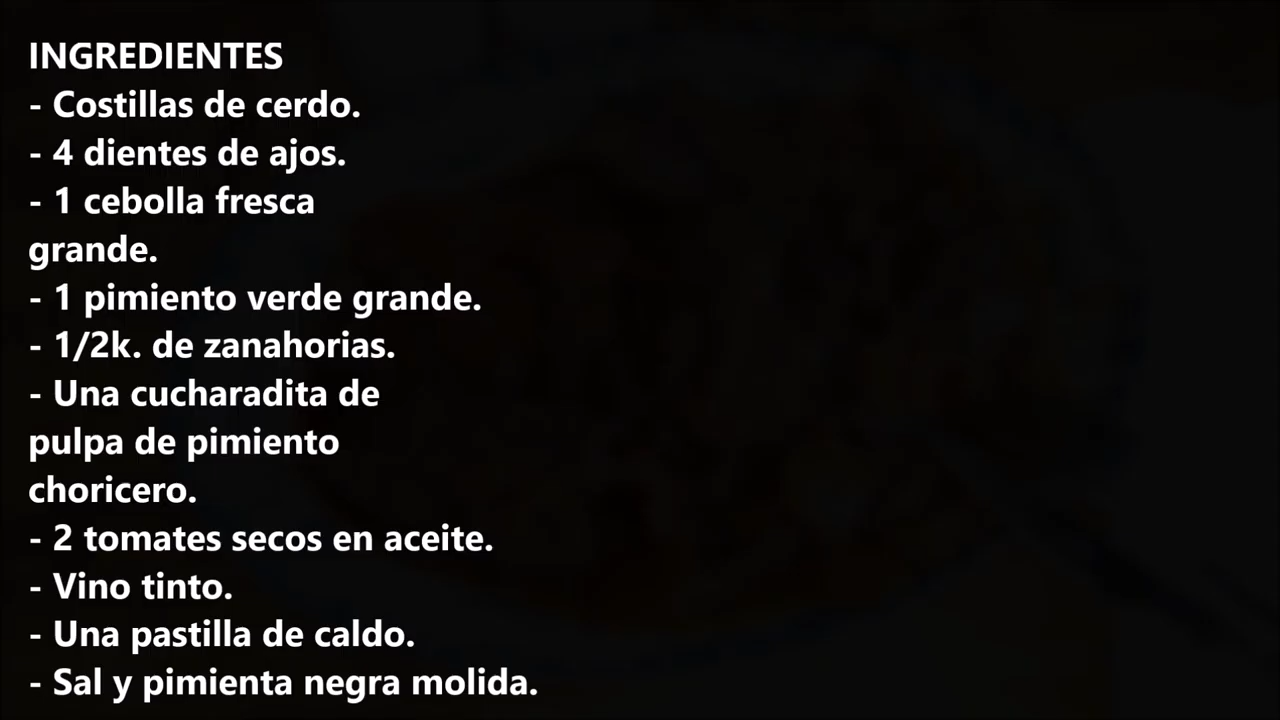 INGREDIENTES
- Costillas de cerdo.
- 4 dientes de ajos.
- 1 cebolla fresca
grande.
- 1 pimiento verde grande.
- 1/2k. de zanahorias.
- Una cucharadita de
pulpa de pimiento
choricero.
- 2 tomates secos en aceite.
- Vino tinto.
- Una pastilla de caldo.
- Sal y pimienta negra molida.